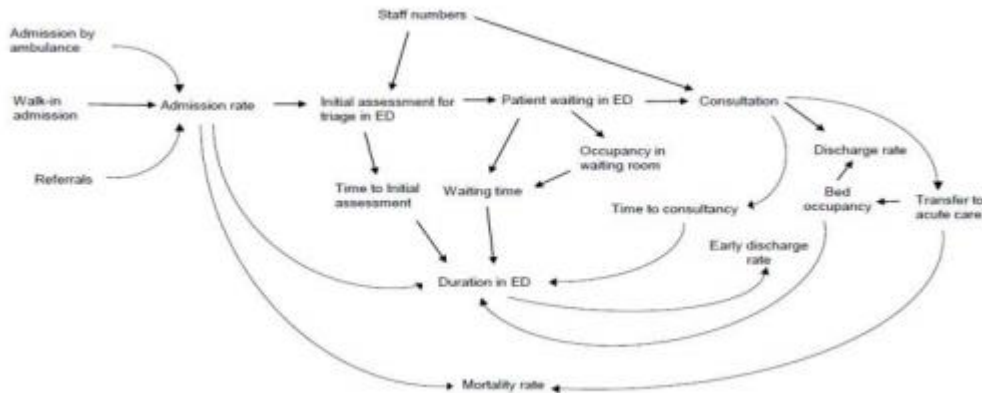 Staff numbers
Admission by
ambulance
Walk-in
admission
Admission rate
Initial assessment for
triage in ED
Patient waiting in ED
Consultation
Referrals
Occupancy in
waiting room
Discharge rate
Time to Initial
assessment
Waiting time
Time to consultancy
Bed
occupancy
Transfer to
acute care
Early discharge
rate
Duration in ED
Mortality rate